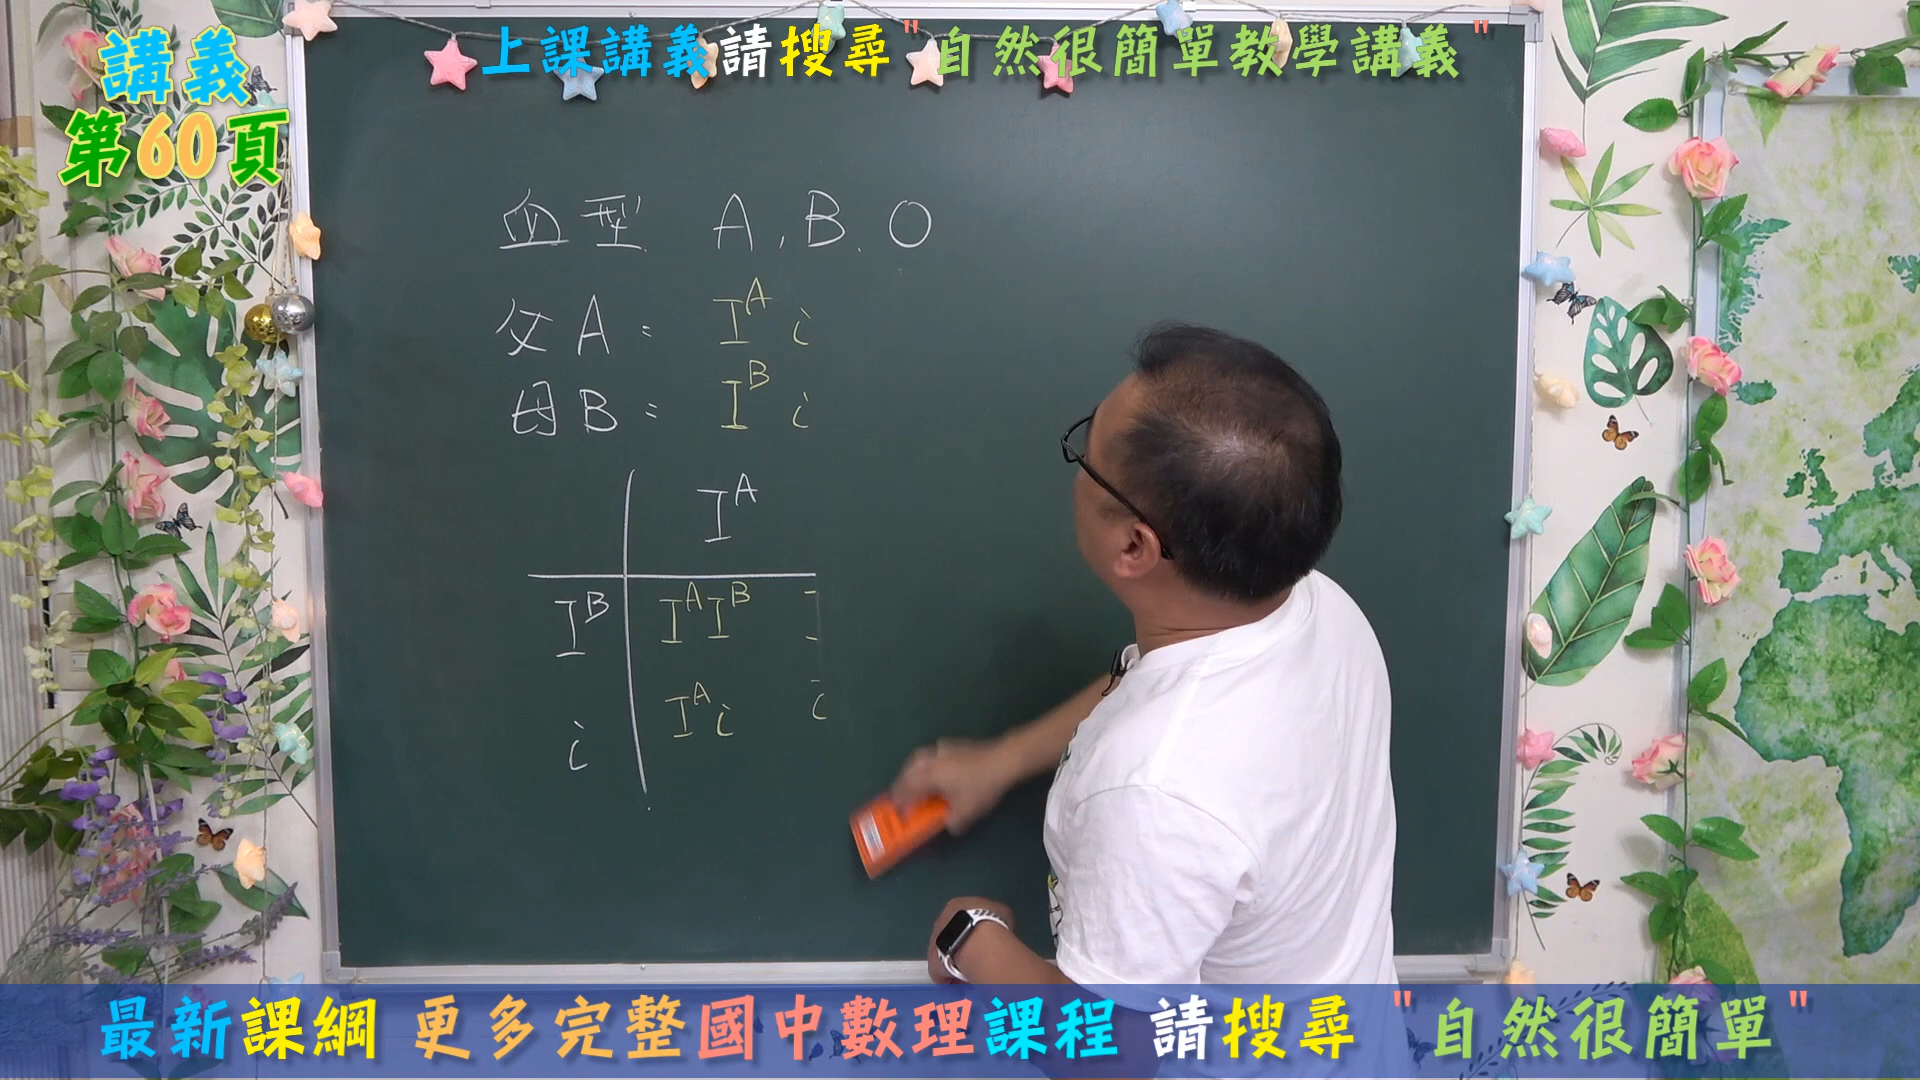 上課講義請搜尋"自然很簡單教學講義"
講義
第60頁
血型 A,B.O
父A: I^A i
母B: I^B i
I^A
I^B I^A I^B
i I^A i
最新課綱 更多完整國中數理課程 請搜尋 "自然很簡單"